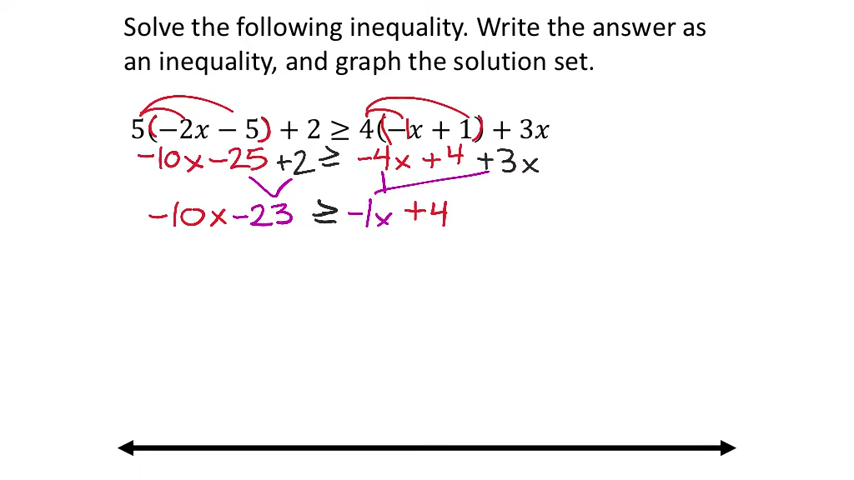 Solve the following inequality. Write the answer as
an inequality, and graph the solution set.
5(−2x − 5) + 2 ≥ 4(−1x + 1) + 3x
-10x -25 +2 ≥ -4x +4 +3x
-10x -23 ≥ -1x +4